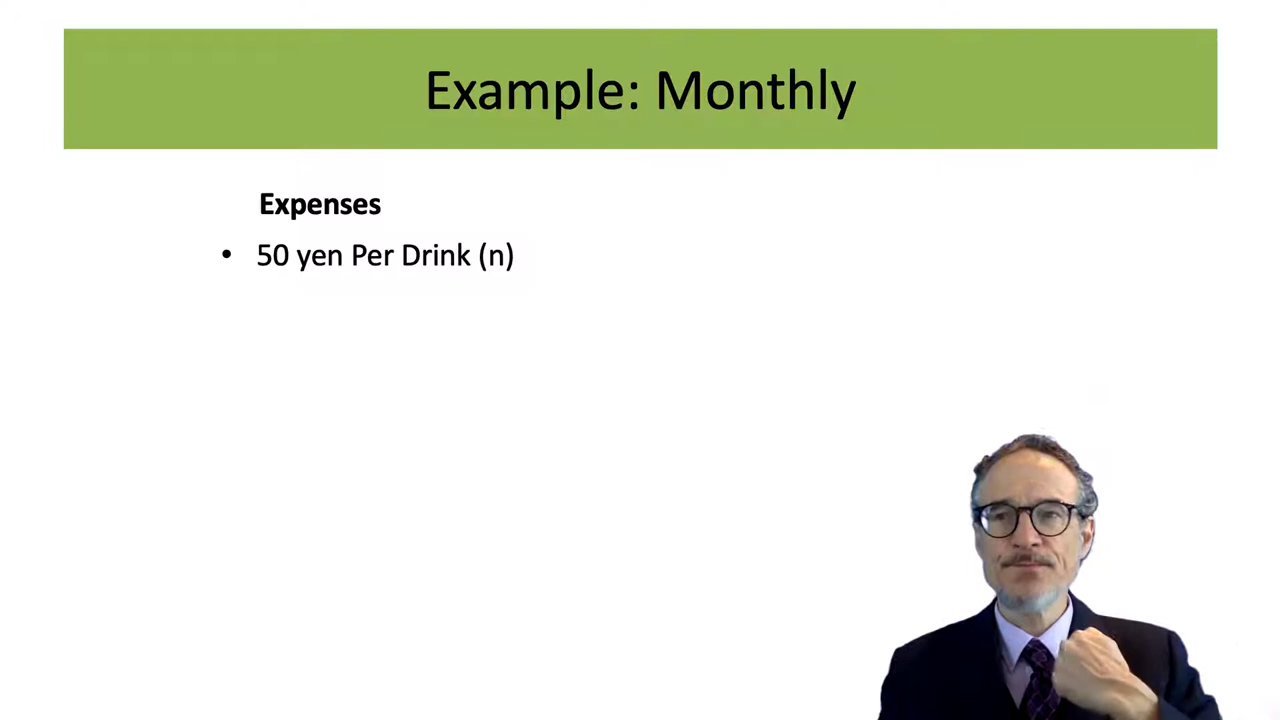 Example: Monthly
Expenses
• 50 yen Per Drink (n)